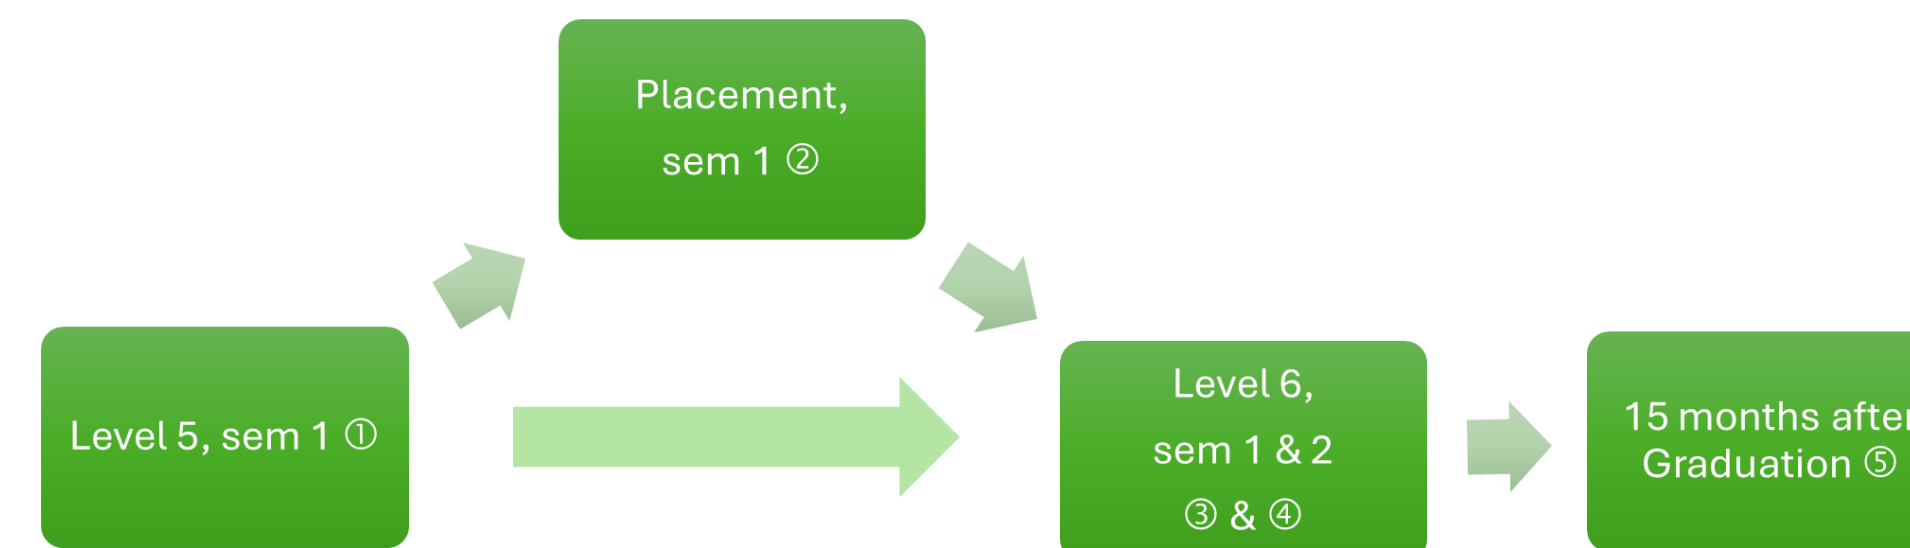 Placement,
sem 1 ②
Level 5, sem 1 ①
Level 6,
sem 1 & 2
③ & ④
15 months after
Graduation ⑤